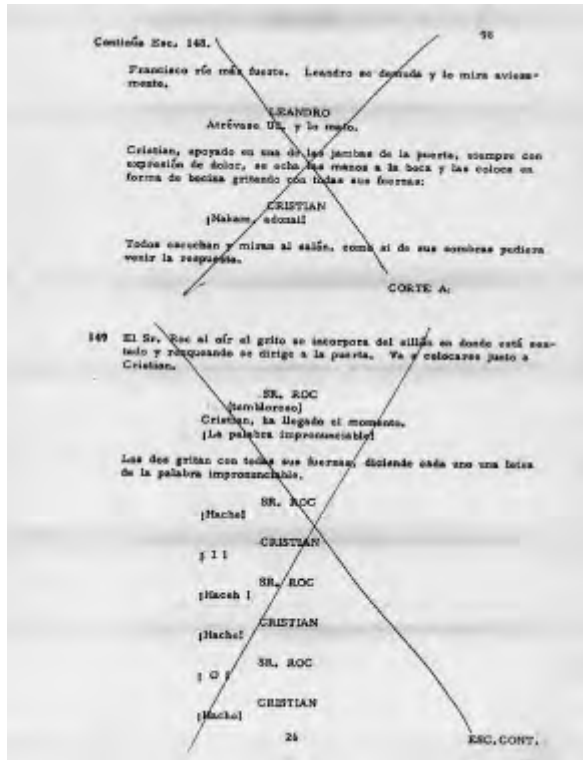 96
Continúa Esc. 148.
Francisco ríe más fuerte. Leandro se demuda y lo mira aviesa-
mente.
LEANDRO
Atrévase Ud. y lo mato.
Cristian, apoyado en una de las jambas de la puerta, siempre con
expresión de dolor, se echa las manos a la boca y las coloca en
forma de bocina gritando con todas sus fuerzas:
CRISTIAN
¡Makom, adonai!
Todos escuchan y miran al salón, como si de sus sombras pudiera
venir la respuesta.
CORTE A:
149 El Sr. Roc al oír el grito se incorpora del sillón en donde está sen-
tado y renqueando se dirige a la puerta. Va a colocarse junto a
Cristian.
SR. ROC
(tembloroso)
Cristian, ha llegado el momento.
¡La palabra impronunciable!
Los dos gritan con todas sus fuerzas, diciendo cada uno una letra
de la palabra impronunciable.
SR. ROC
¡Hache!
CRISTIAN
¡ I !
SR. ROC
CRISTIAN
¡Hache!
SR. ROC
¡ O !
CRISTIAN
¡Hache!
26
ESC. CONT.